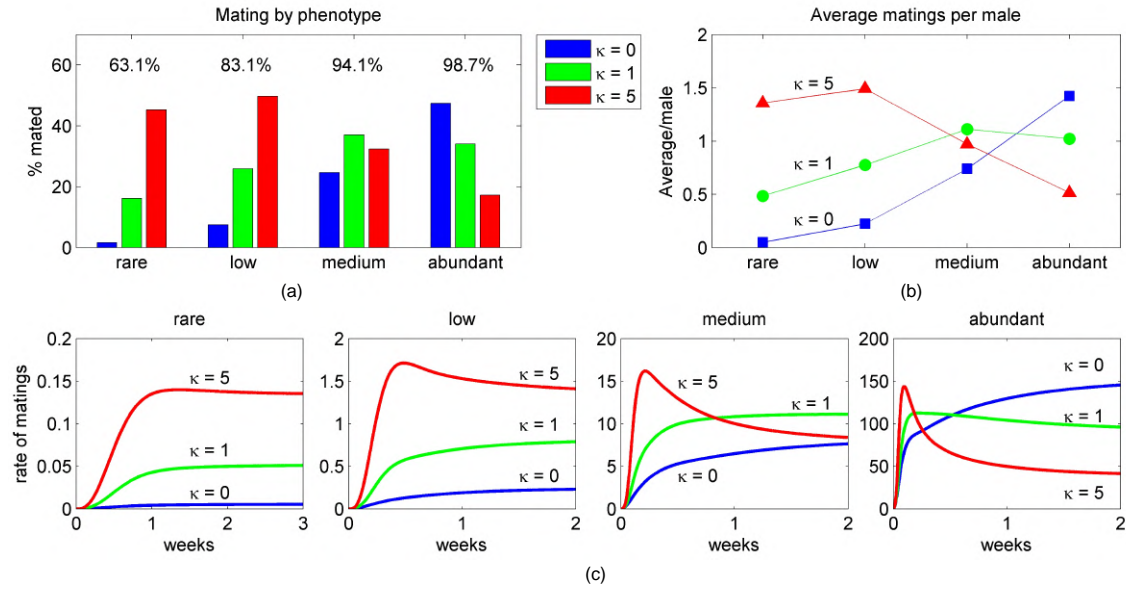 Mating by phenotype
% mated
60
40
20
0
63.1%
83.1%
94.1%
98.7%
rare
low
medium
abundant
κ = 0
κ = 1
κ = 5
(a)
Average matings per male
Average/male
2
1.5
1
0.5
0
κ = 5
κ = 1
κ = 0
rare
low
medium
abundant
(b)
rare
rate of matings
0.2
0.15
0.1
0.05
0
κ = 5
κ = 1
κ = 0
0
1
2
3
weeks
low
2
1.5
1
0.5
0
κ = 5
κ = 1
κ = 0
0
1
2
weeks
medium
20
15
10
5
0
κ = 5
κ = 1
κ = 0
0
1
2
weeks
abundant
200
150
100
50
0
κ = 0
κ = 1
κ = 5
0
1
2
weeks
(c)